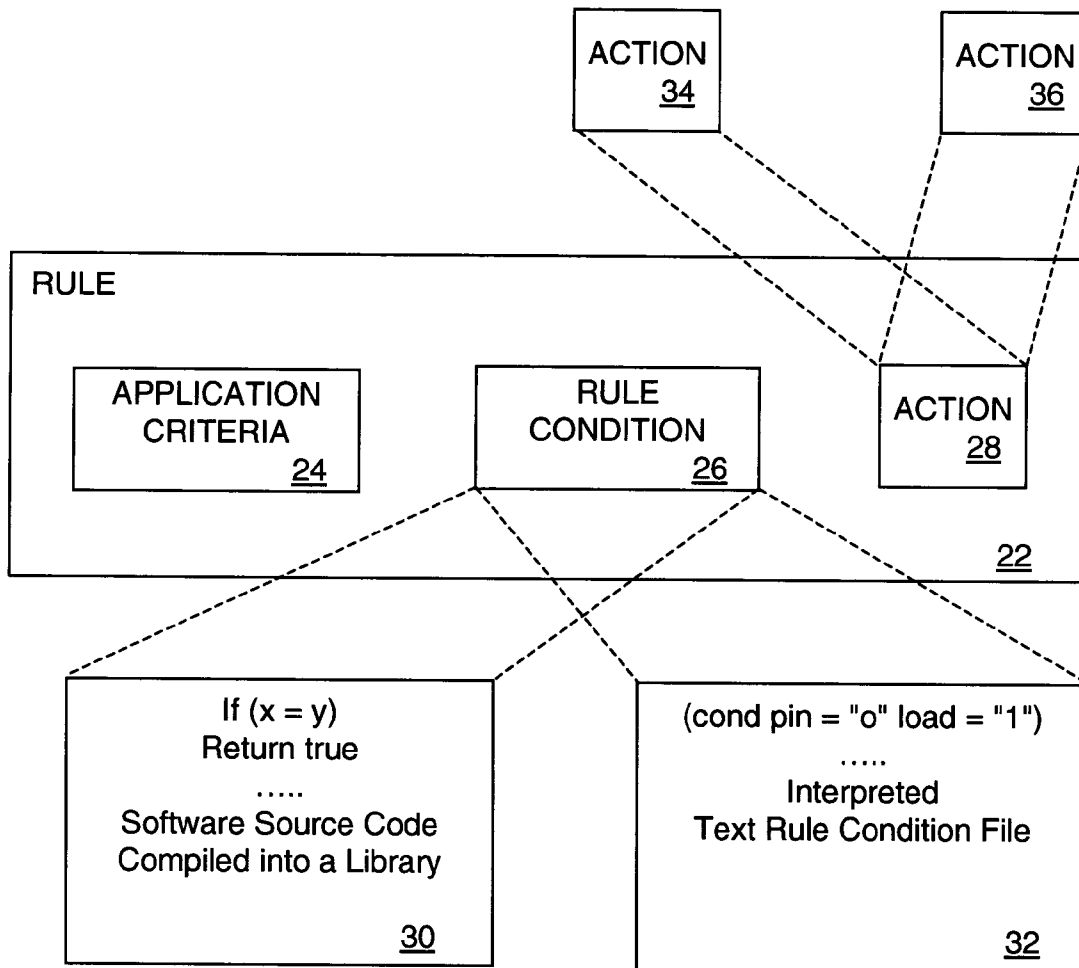 ACTION
34
ACTION
36
RULE
APPLICATION
CRITERIA
24
RULE
CONDITION
26
ACTION
28
22
If (x = y)
Return true
.....
Software Source Code
Compiled into a Library
30
(cond pin = "o" load = "1")
.....
Interpreted
Text Rule Condition File
32